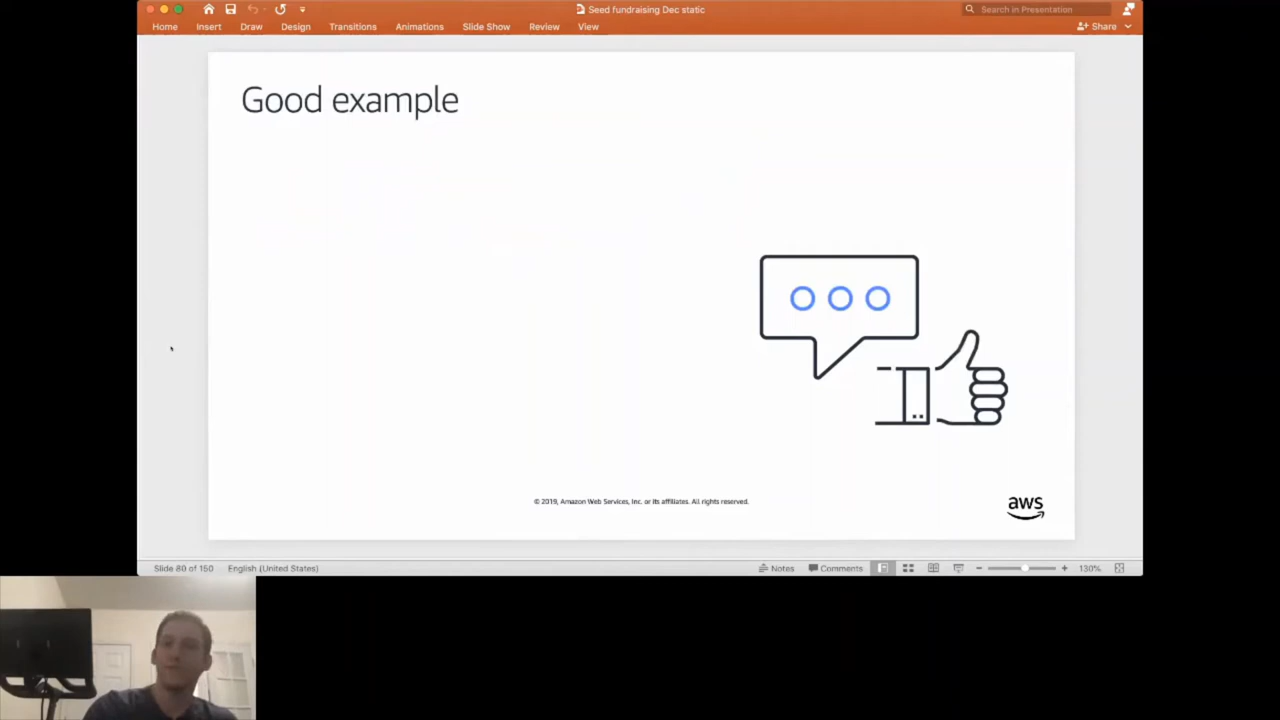 Seed fundraising Dec static
Search in Presentation
Home Insert Draw Design Transitions Animations Slide Show Review View
Share
Good example
© 2019, Amazon Web Services, Inc. or its affiliates. All rights reserved.
aws
Slide 80 of 150 English (United States) Notes Comments 130%